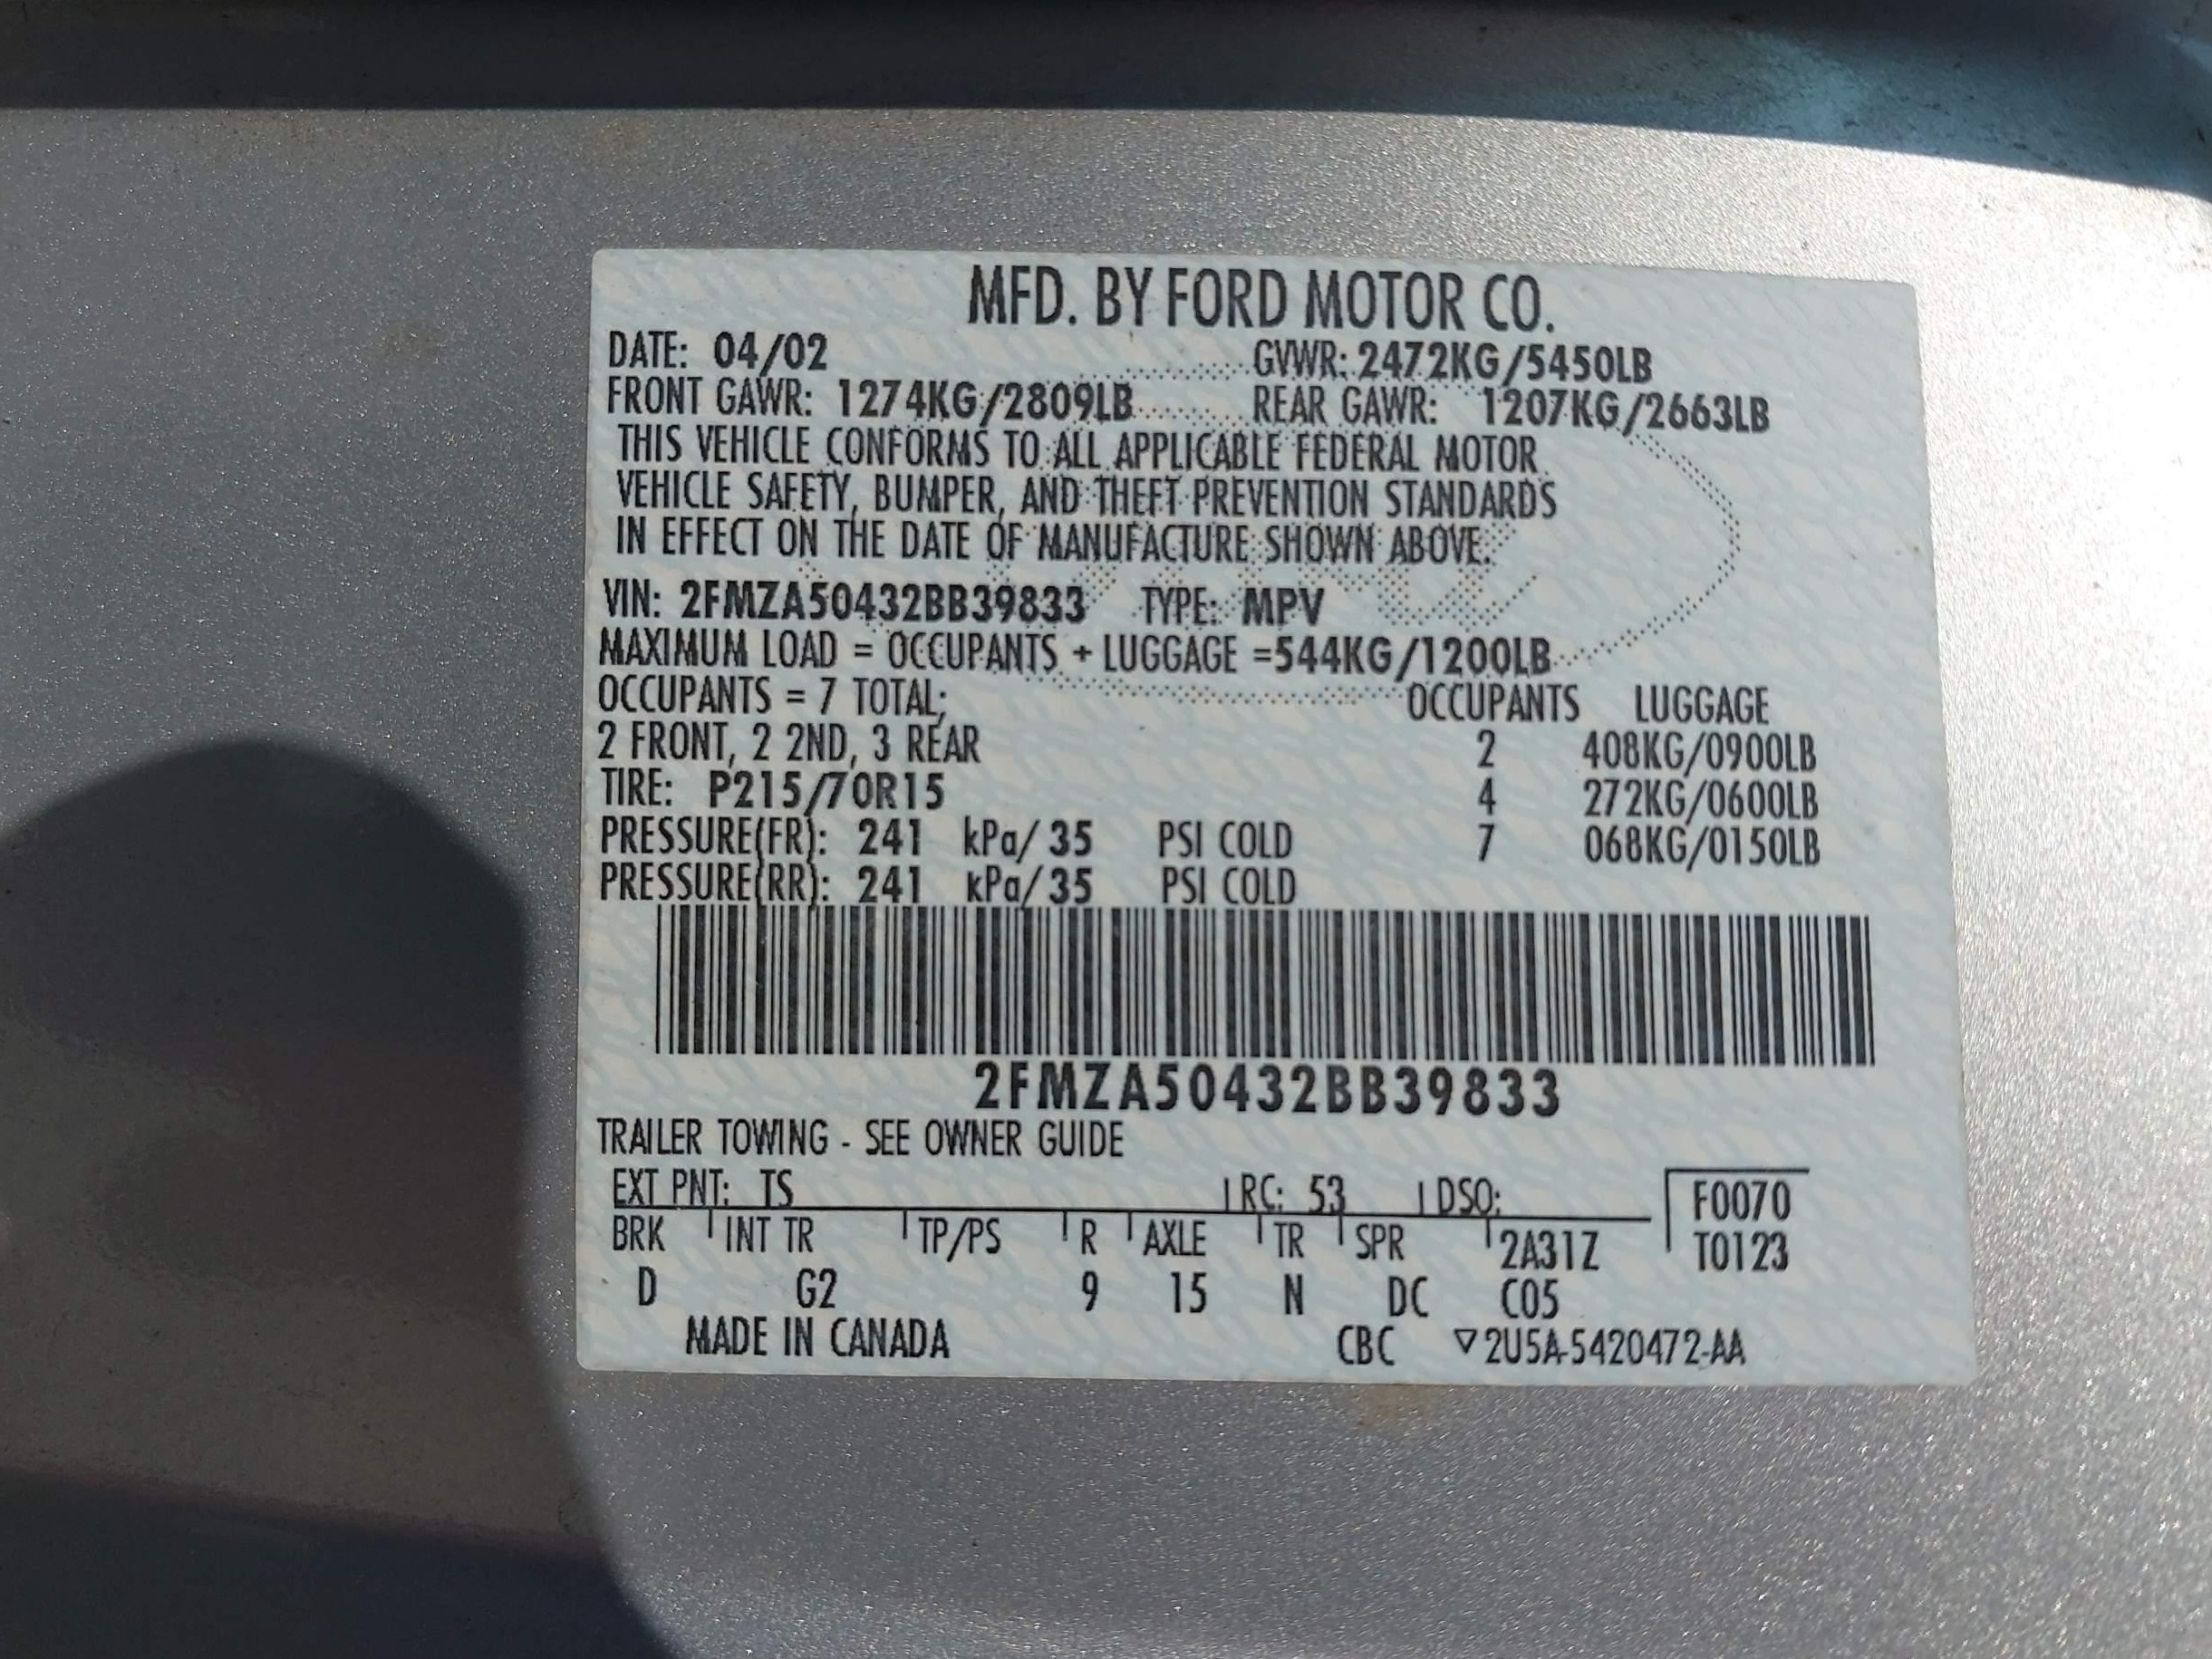 MFD. BY FORD MOTOR CO.
DATE: 04/02 GVWR: 2472KG/5450LB
FRONT GAWR: 1274KG/2809LB REAR GAWR: 1207KG/2663LB
THIS VEHICLE CONFORMS TO ALL APPLICABLE FEDERAL MOTOR
VEHICLE SAFETY, BUMPER, AND THEFT PREVENTION STANDARDS
IN EFFECT ON THE DATE OF MANUFACTURE SHOWN ABOVE.
VIN: 2FMZA50432BB39833 TYPE: MPV
MAXIMUM LOAD = OCCUPANTS + LUGGAGE =544KG/1200LB
OCCUPANTS = 7 TOTAL; OCCUPANTS LUGGAGE
2 FRONT, 2 2ND, 3 REAR 2 408KG/0900LB
TIRE: P215/70R15 4 272KG/0600LB
PRESSURE(FR): 241 kPa/35 PSI COLD 7 068KG/0150LB
PRESSURE(RR): 241 kPa/35 PSI COLD
2FMZA50432BB39833
TRAILER TOWING - SEE OWNER GUIDE
EXT PNT: TS RC: 53 DSO: F0070
BRK INT TR TP/PS R AXLE TR SPR 2A31Z T0123
D G2 9 15 N DC C05
MADE IN CANADA CBC ▽2U5A-5420472-AA